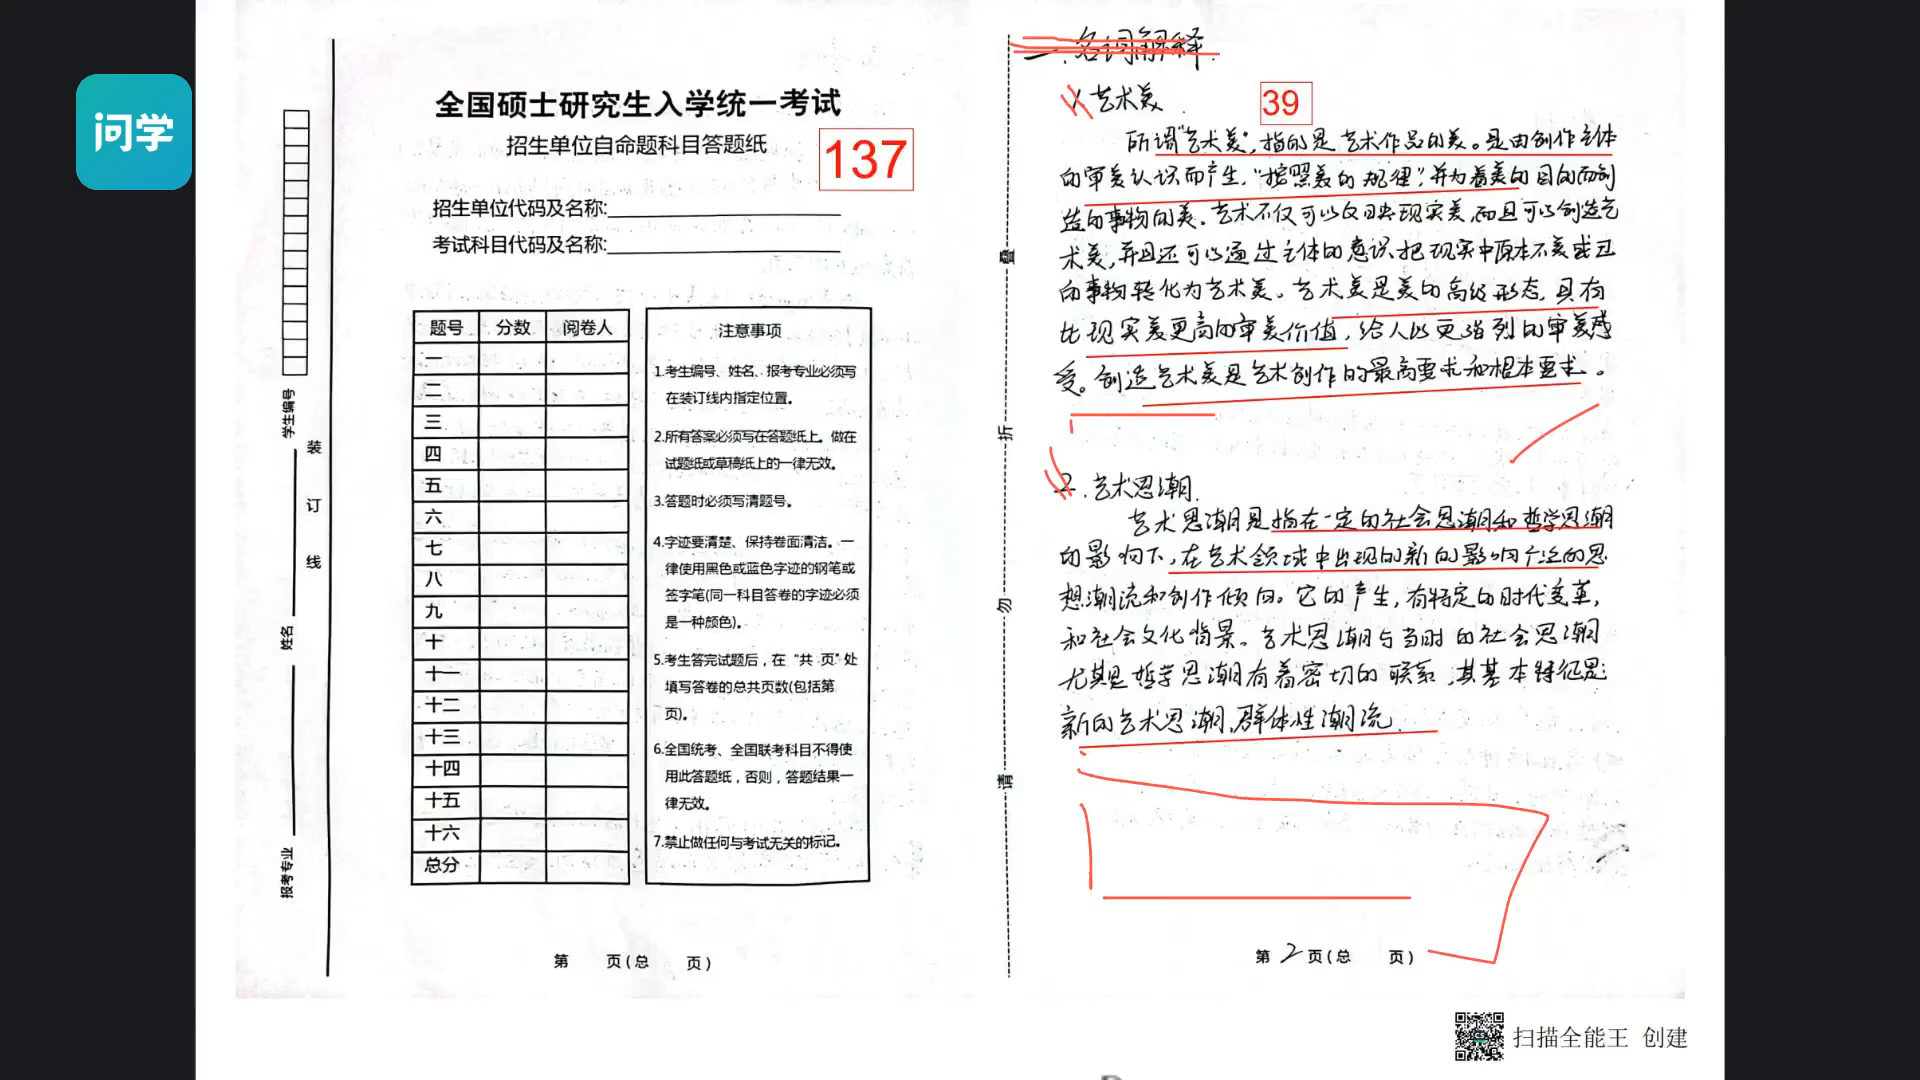 问学
全国硕士研究生入学统一考试
招生单位自命题科目答题纸
137
招生单位代码及名称:
考试科目代码及名称:
学生编号
姓名
报考专业
装
订
线
题号 分数 阅卷人
一
二
三
四
五
六
七
八
九
十
十一
十二
十三
十四
十五
十六
总分
注意事项
1.考生编号、姓名、报考专业必须写
在装订线内指定位置。
2.所有答案必须写在答题纸上。做在
试题纸或草稿纸上的一律无效。
3.答题时必须写清题号。
4.字迹要清楚、保持卷面清洁。一
律使用黑色或蓝色字迹的钢笔或
签字笔(同一科目答卷的字迹必须
是一种颜色)。
5.考生答完试题后，在“共 页”处
填写答卷的总共页数(包括第
页)。
6.全国统考、全国联考科目不得使
用此答题纸，否则，答题结果一
律无效。
7.禁止做任何与考试无关的标记。
第 页(总 页)
叠
折
勿
请
一.名词解释.
39
1.艺术美
所谓“艺术美”,指的是艺术作品的美。是由创作主体
的审美认识而产生,“按照美的规律”,并为着美的目的而创
造的事物的美。艺术不仅可以反映现实美,而且可以创造艺
术美,并且还可以通过主体的意识把现实中原本不美或丑
的事物转化为艺术美。艺术美是美的高级形态,具有
比现实美更高的审美价值,给人以更强烈的审美感
受。创造艺术美是艺术创作的最高要求和根本要求。
2.艺术思潮.
艺术思潮是指在一定的社会思潮和哲学思潮
的影响下,在艺术领域中出现的新的影响广泛的思
想潮流和创作倾向。它的产生,有特定的时代变革,
和社会文化背景。艺术思潮与当时的社会思潮
尤其是哲学思潮有着密切的联系,其基本特征是:
新的艺术思潮,群体性潮流.
第2页(总 页)
扫描全能王 创建